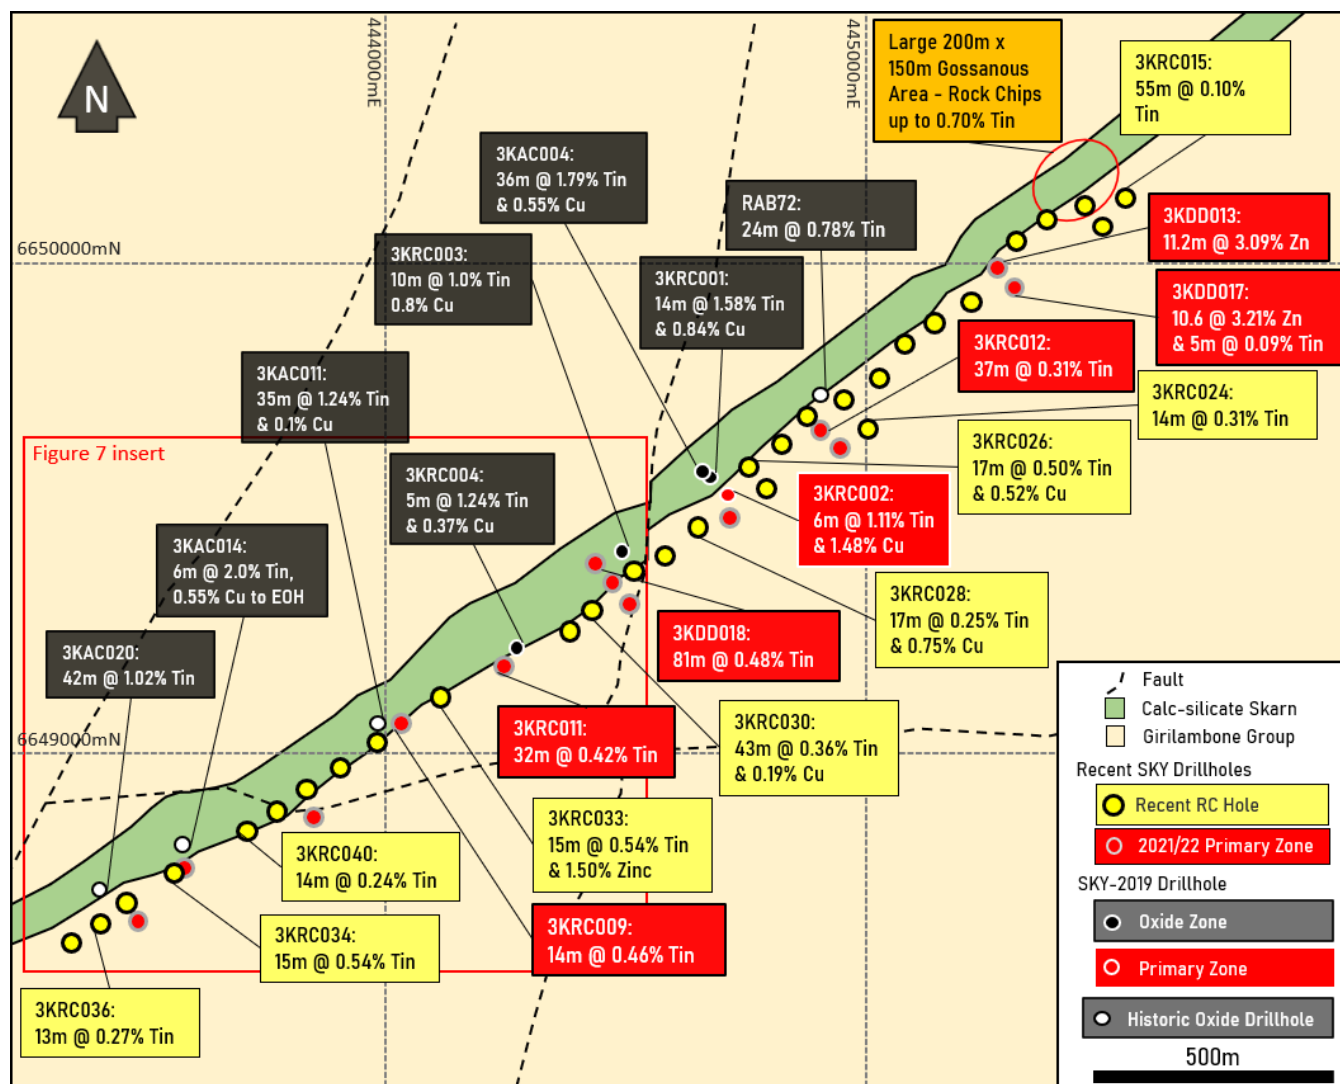 N
444000mE
445000mE
6650000mN
6649000mN
Large 200m x
150m Gossanous
Area - Rock Chips
up to 0.70% Tin
3KRC015:
55m @ 0.10%
Tin
3KAC004:
36m @ 1.79% Tin
& 0.55% Cu
RAB72:
24m @ 0.78% Tin
3KDD013:
11.2m @ 3.09% Zn
3KRC003:
10m @ 1.0% Tin
0.8% Cu
3KRC001:
14m @ 1.58% Tin
& 0.84% Cu
3KDD017:
10.6 @ 3.21% Zn
& 5m @ 0.09% Tin
3KRC012:
37m @ 0.31% Tin
3KAC011:
35m @ 1.24% Tin
& 0.1% Cu
3KRC024:
14m @ 0.31% Tin
Figure 7 insert
3KRC004:
5m @ 1.24% Tin
& 0.37% Cu
3KRC026:
17m @ 0.50% Tin
& 0.52% Cu
3KRC002:
6m @ 1.11% Tin
& 1.48% Cu
3KAC014:
6m @ 2.0% Tin,
0.55% Cu to EOH
3KRC028:
17m @ 0.25% Tin
& 0.75% Cu
3KDD018:
81m @ 0.48% Tin
3KAC020:
42m @ 1.02% Tin
3KRC011:
32m @ 0.42% Tin
3KRC030:
43m @ 0.36% Tin
& 0.19% Cu
3KRC033:
15m @ 0.54% Tin
& 1.50% Zinc
3KRC040:
14m @ 0.24% Tin
3KRC034:
15m @ 0.54% Tin
3KRC009:
14m @ 0.46% Tin
3KRC036:
13m @ 0.27% Tin
Fault
Calc-silicate Skarn
Girilambone Group
Recent SKY Drillholes
Recent RC Hole
2021/22 Primary Zone
SKY-2019 Drillhole
Oxide Zone
Primary Zone
Historic Oxide Drillhole
500m